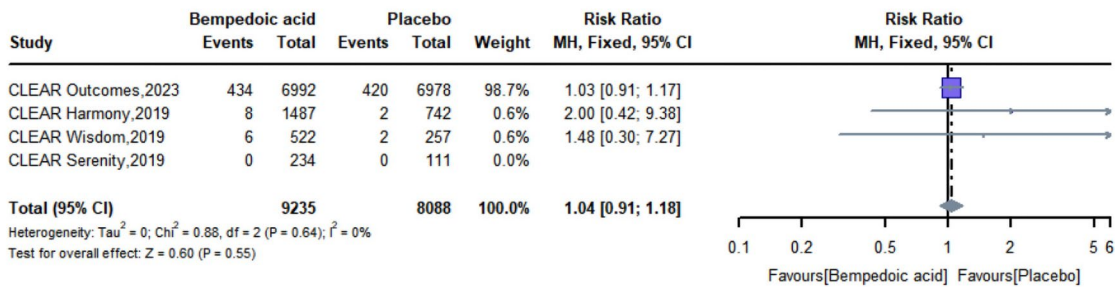 Bempedoic acid Placebo Risk Ratio Risk Ratio
Study Events Total Events Total Weight MH, Fixed, 95% CI MH, Fixed, 95% CI
CLEAR Outcomes,2023 434 6992 420 6978 98.7% 1.03 [0.91; 1.17]
CLEAR Harmony,2019 8 1487 2 742 0.6% 2.00 [0.42; 9.38]
CLEAR Wisdom,2019 6 522 2 257 0.6% 1.48 [0.30; 7.27]
CLEAR Serenity,2019 0 234 0 111 0.0%
Total (95% CI) 9235 8088 100.0% 1.04 [0.91; 1.18]
Heterogeneity: Tau² = 0; Chi² = 0.88, df = 2 (P = 0.64); I² = 0%
Test for overall effect: Z = 0.60 (P = 0.55)
0.1 0.5 1 2 5 6
Favours[Bempedoic acid] Favours[Placebo]